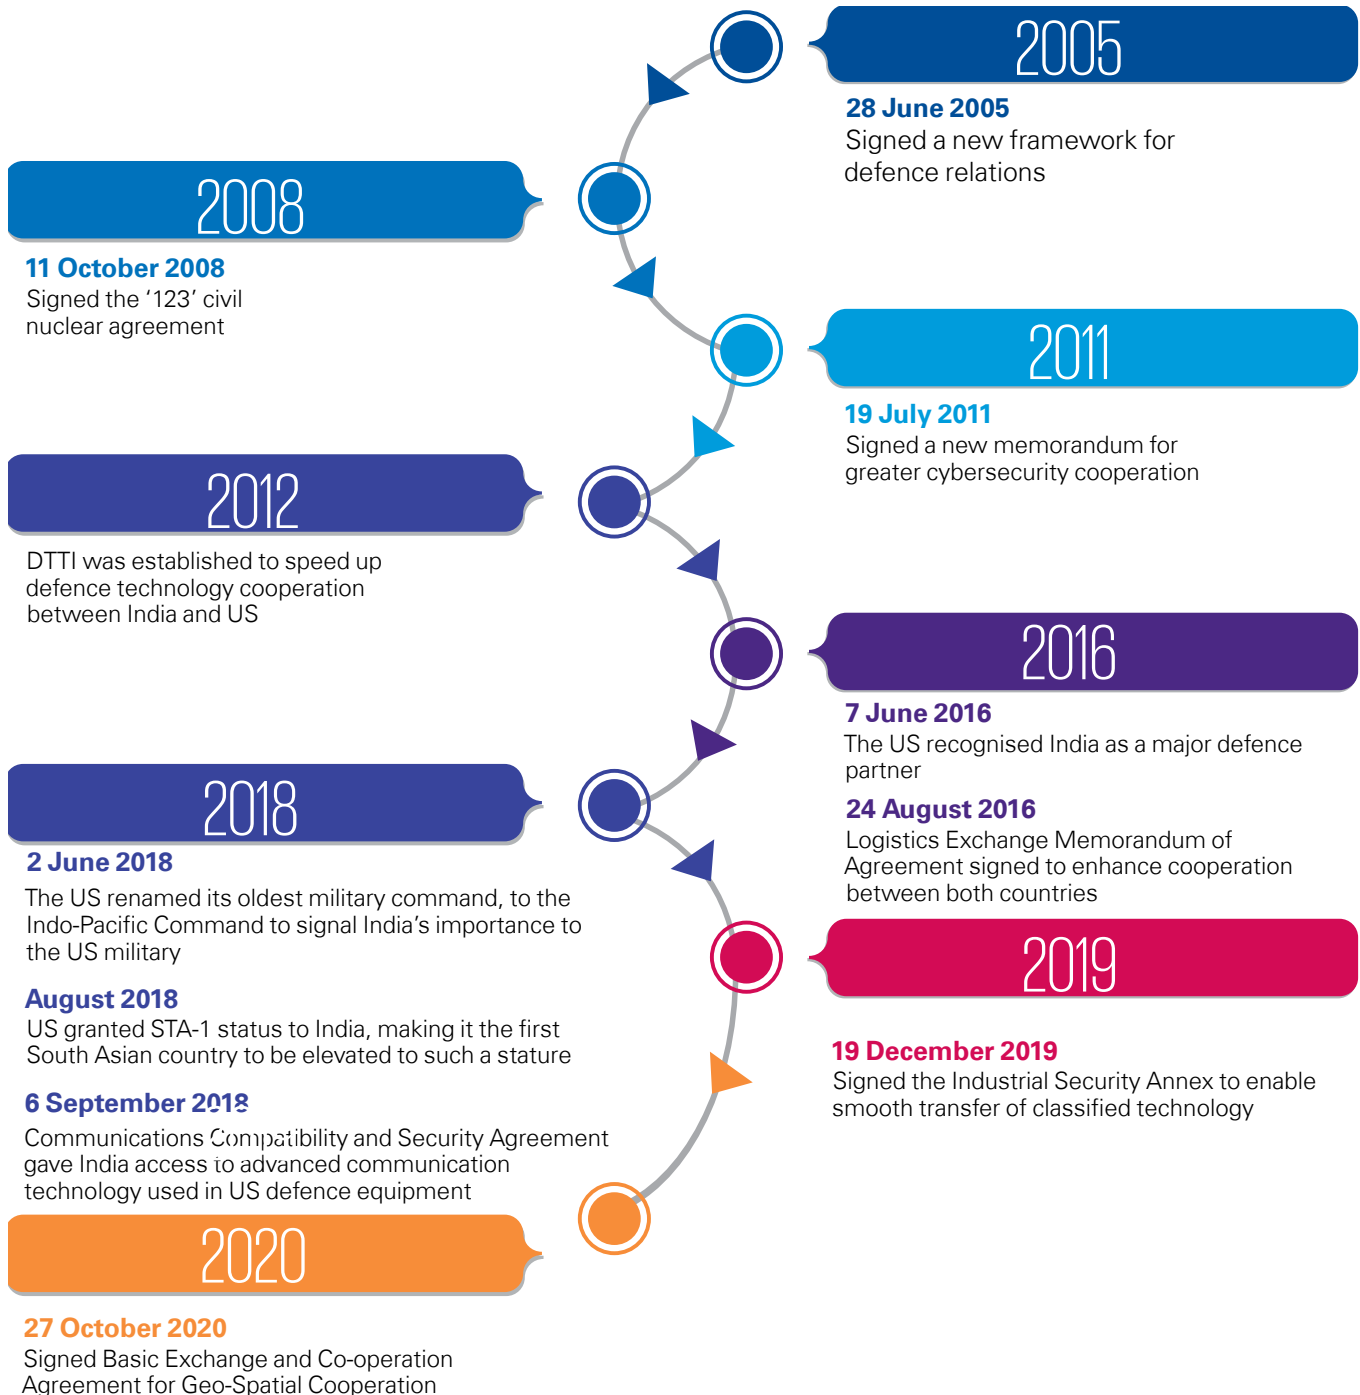 2005
28 June 2005
Signed a new framework for
defence relations
2008
11 October 2008
Signed the ‘123’ civil
nuclear agreement
2011
19 July 2011
Signed a new memorandum for
greater cybersecurity cooperation
2012
DTTI was established to speed up
defence technology cooperation
between India and US
2016
7 June 2016
The US recognised India as a major defence
partner
24 August 2016
Logistics Exchange Memorandum of
Agreement signed to enhance cooperation
between both countries
2018
2 June 2018
The US renamed its oldest military command, to the
Indo-Pacific Command to signal India’s importance to
the US military
August 2018
US granted STA-1 status to India, making it the first
South Asian country to be elevated to such a stature
6 September 2018
Communications Compatibility and Security Agreement
gave India access to advanced communication
technology used in US defence equipment
2019
19 December 2019
Signed the Industrial Security Annex to enable
smooth transfer of classified technology
2020
27 October 2020
Signed Basic Exchange and Co-operation
Agreement for Geo-Spatial Cooperation